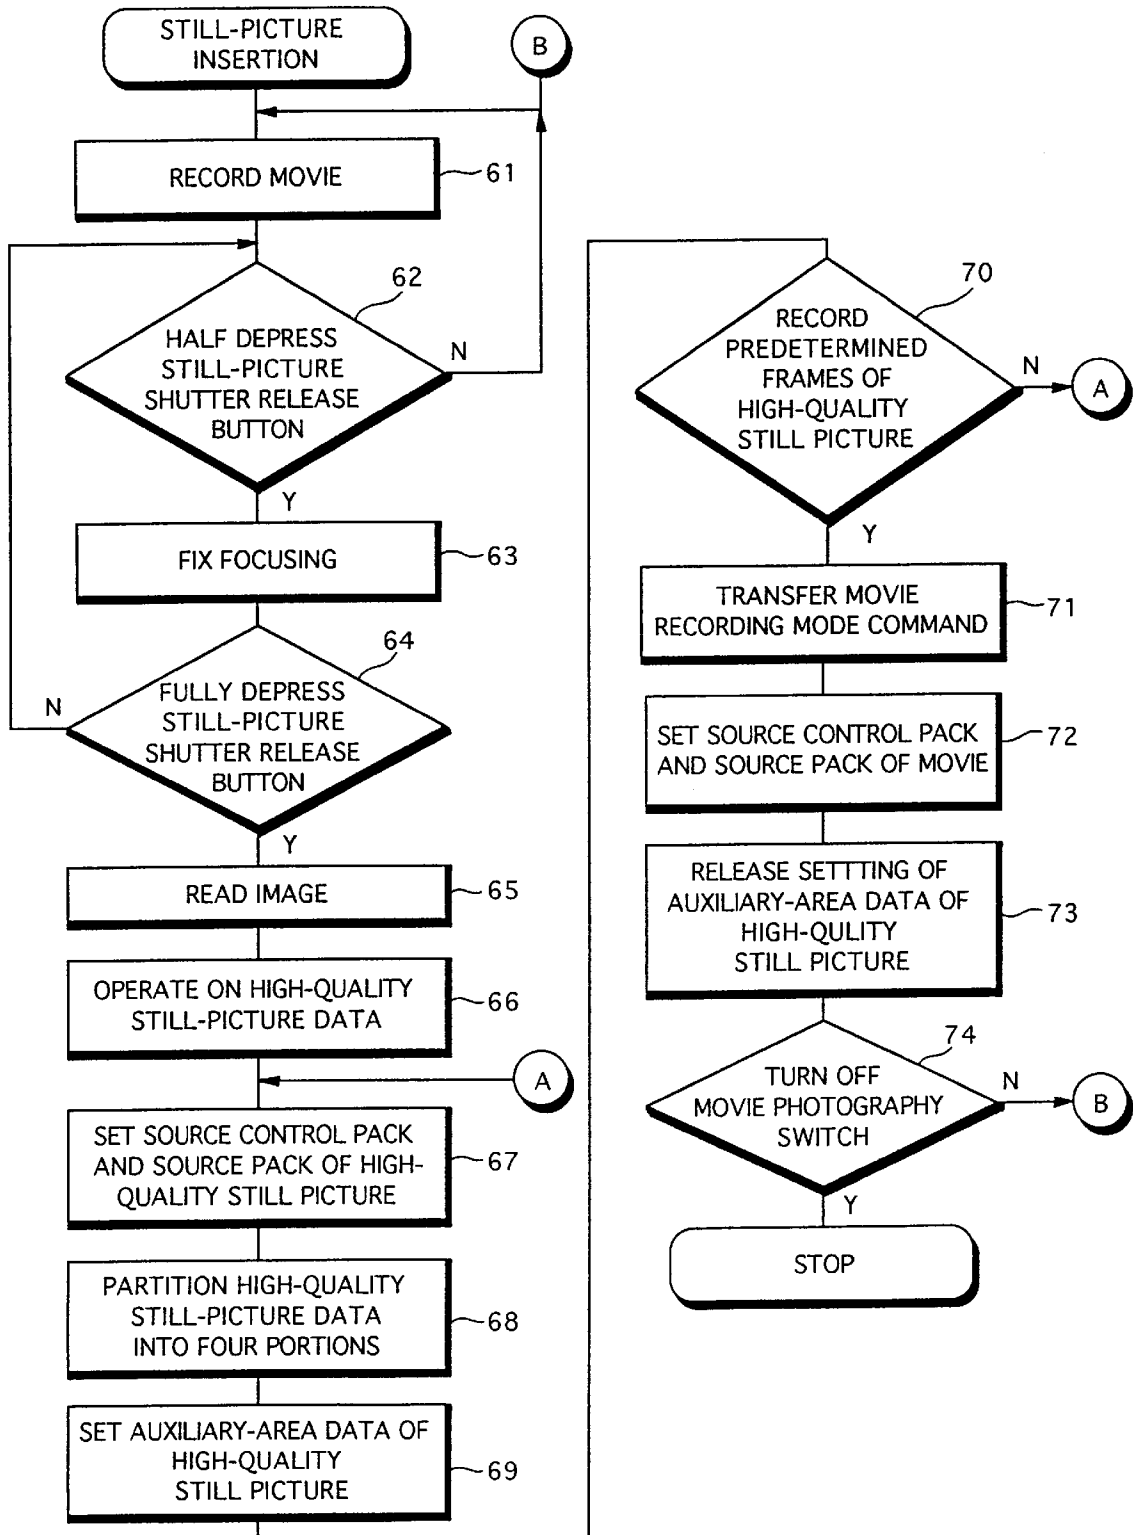 STILL-PICTURE
INSERTION
B
RECORD MOVIE
61
62
HALF DEPRESS
STILL-PICTURE
SHUTTER RELEASE
BUTTON
N
Y
FIX FOCUSING
63
64
FULLY DEPRESS
STILL-PICTURE
SHUTTER RELEASE
BUTTON
N
Y
READ IMAGE
65
OPERATE ON HIGH-QUALITY
STILL-PICTURE DATA
66
A
SET SOURCE CONTROL PACK
AND SOURCE PACK OF HIGH-
QUALITY STILL PICTURE
67
PARTITION HIGH-QUALITY
STILL-PICTURE DATA
INTO FOUR PORTIONS
68
SET AUXILIARY-AREA DATA OF
HIGH-QUALITY
STILL PICTURE
69
70
RECORD
PREDETERMINED
FRAMES OF
HIGH-QUALITY
STILL PICTURE
N
A
Y
TRANSFER MOVIE
RECORDING MODE COMMAND
71
SET SOURCE CONTROL PACK
AND SOURCE PACK OF MOVIE
72
RELEASE SETTTING OF
AUXILIARY-AREA DATA OF
HIGH-QULITY
STILL PICTURE
73
74
TURN OFF
MOVIE PHOTOGRAPHY
SWITCH
N
B
Y
STOP